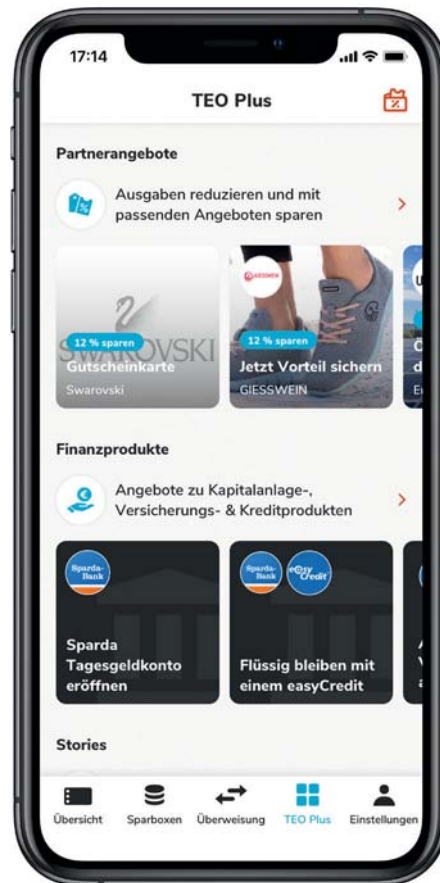 17:14
TEO Plus
Partnerangebote
Ausgaben reduzieren und mit
passenden Angeboten sparen
SWAROVSKI
12 % sparen
Gutscheinkarte
Swarovski
GIESSWEIN
12 % sparen
Jetzt Vorteil sichern
GIESSWEIN
Finanzprodukte
Angebote zu Kapitalanlage-,
Versicherungs- & Kreditprodukten
Sparda-
Bank
Sparda
Tagesgeldkonto
eröffnen
Sparda-
Bank
easy
Credit
Flüssig bleiben mit
einem easyCredit
Stories
Übersicht
Sparboxen
Überweisung
TEO Plus
Einstellungen